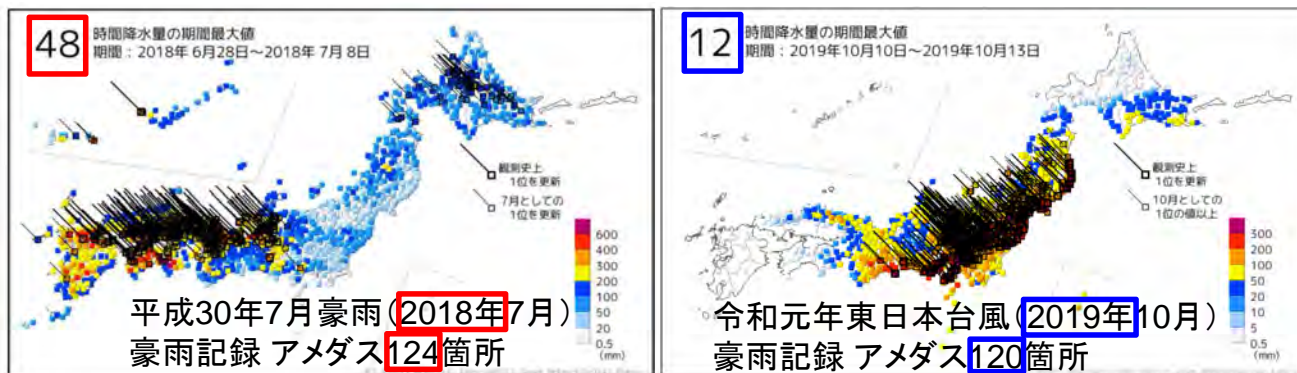 48 時間降水量の期間最大値
期間：2018年 6月28日～2018年 7月 8日
観測史上
1位を更新
7月としての
1位を更新
600
400
300
200
100
50
20
0.5
(mm)
平成30年7月豪雨（2018年7月）
豪雨記録 アメダス124箇所
12 時間降水量の期間最大値
期間：2019年10月10日～2019年10月13日
観測史上
1位を更新
10月としての
1位の値以上
300
200
100
50
10
5
0.5
(mm)
令和元年東日本台風（2019年10月）
豪雨記録 アメダス120箇所